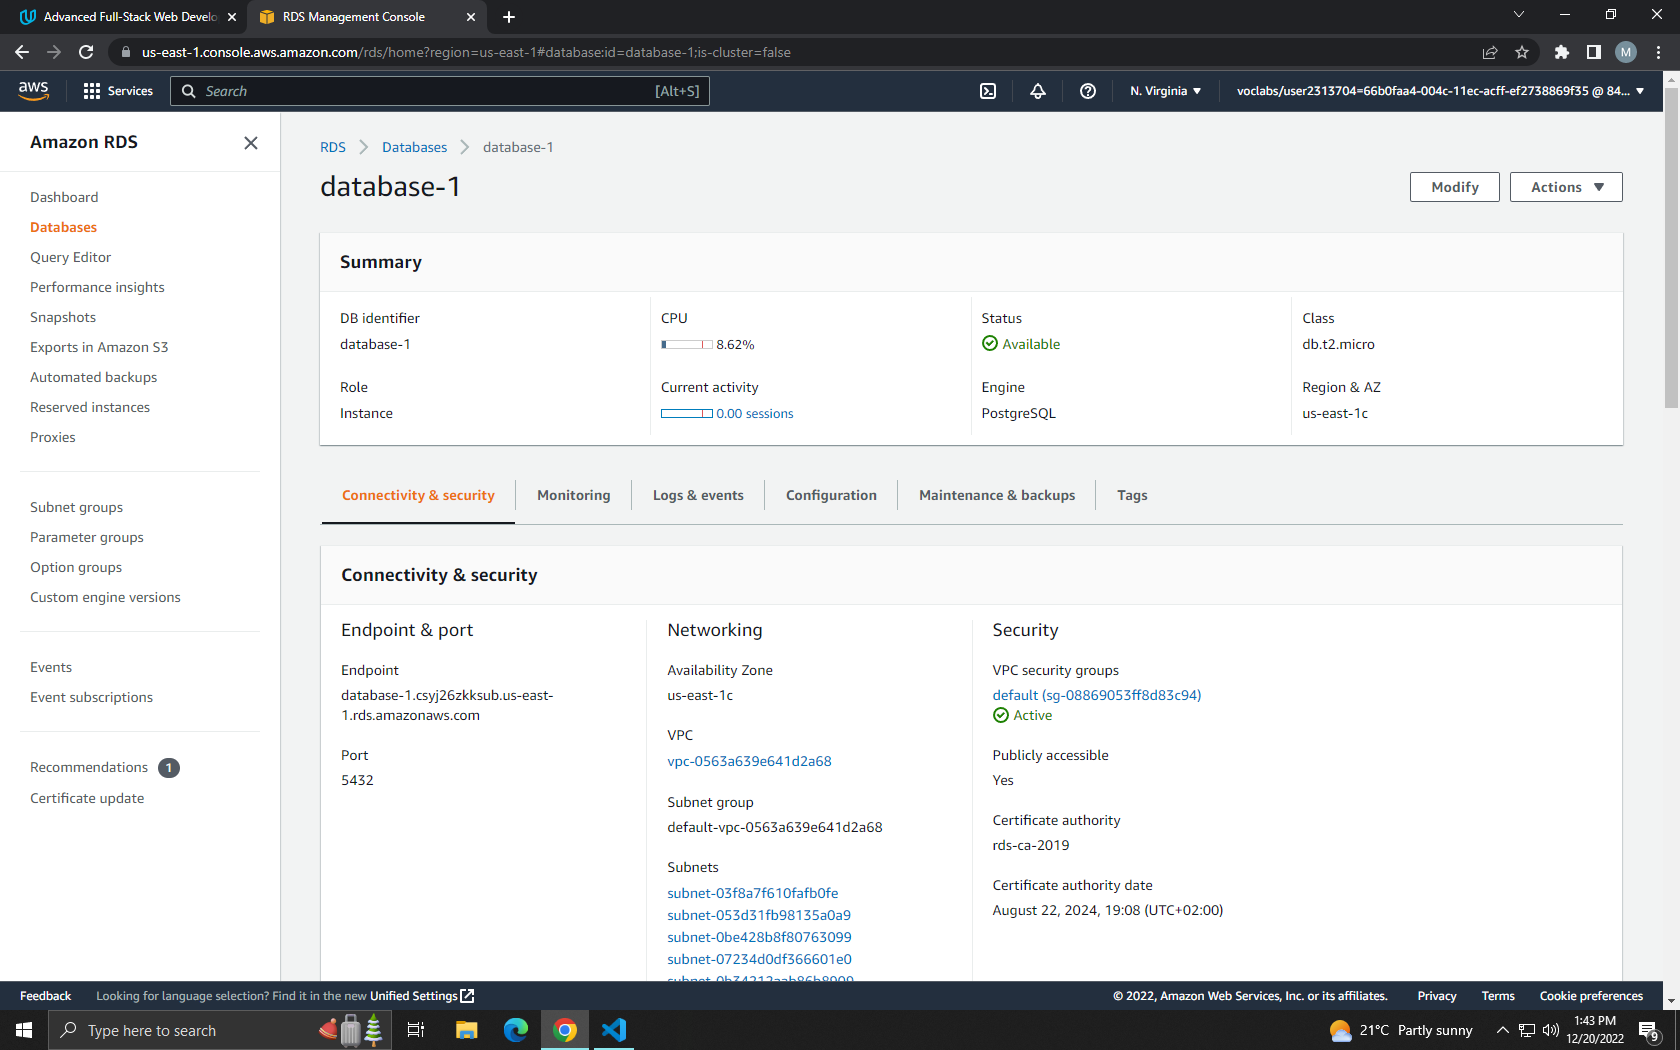 Advanced Full-Stack Web Develo
RDS Management Console
us-east-1.console.aws.amazon.com/rds/home?region=us-east-1#database:id=database-1;is-cluster=false
M
aws
Services
Search
[Alt+S]
N. Virginia
voclabs/user2313704=66b0faa4-004c-11ec-acff-ef2738869f35 @ 84...
Amazon RDS
Dashboard
Databases
Query Editor
Performance insights
Snapshots
Exports in Amazon S3
Automated backups
Reserved instances
Proxies
Subnet groups
Parameter groups
Option groups
Custom engine versions
Events
Event subscriptions
Recommendations 1
Certificate update
RDS
Databases
database-1
database-1
Modify
Actions
Summary
DB identifier
database-1
CPU
8.62%
Status
Available
Class
db.t2.micro
Role
Instance
Current activity
0.00 sessions
Engine
PostgreSQL
Region & AZ
us-east-1c
Connectivity & security
Monitoring
Logs & events
Configuration
Maintenance & backups
Tags
Connectivity & security
Endpoint & port
Endpoint
database-1.csyj26zkksub.us-east-
1.rds.amazonaws.com
Port
5432
Networking
Availability Zone
us-east-1c
VPC
vpc-0563a639e641d2a68
Subnet group
default-vpc-0563a639e641d2a68
Subnets
subnet-03f8a7f610fafb0fe
subnet-053d31fb98135a0a9
subnet-0be428b8f80763099
subnet-07234d0df366601e0
Security
VPC security groups
default (sg-08869053ff8d83c94)
Active
Publicly accessible
Yes
Certificate authority
rds-ca-2019
Certificate authority date
August 22, 2024, 19:08 (UTC+02:00)
Feedback
Looking for language selection? Find it in the new Unified Settings
© 2022, Amazon Web Services, Inc. or its affiliates.
Privacy
Terms
Cookie preferences
Type here to search
21°C Partly sunny
1:43 PM
12/20/2022
9